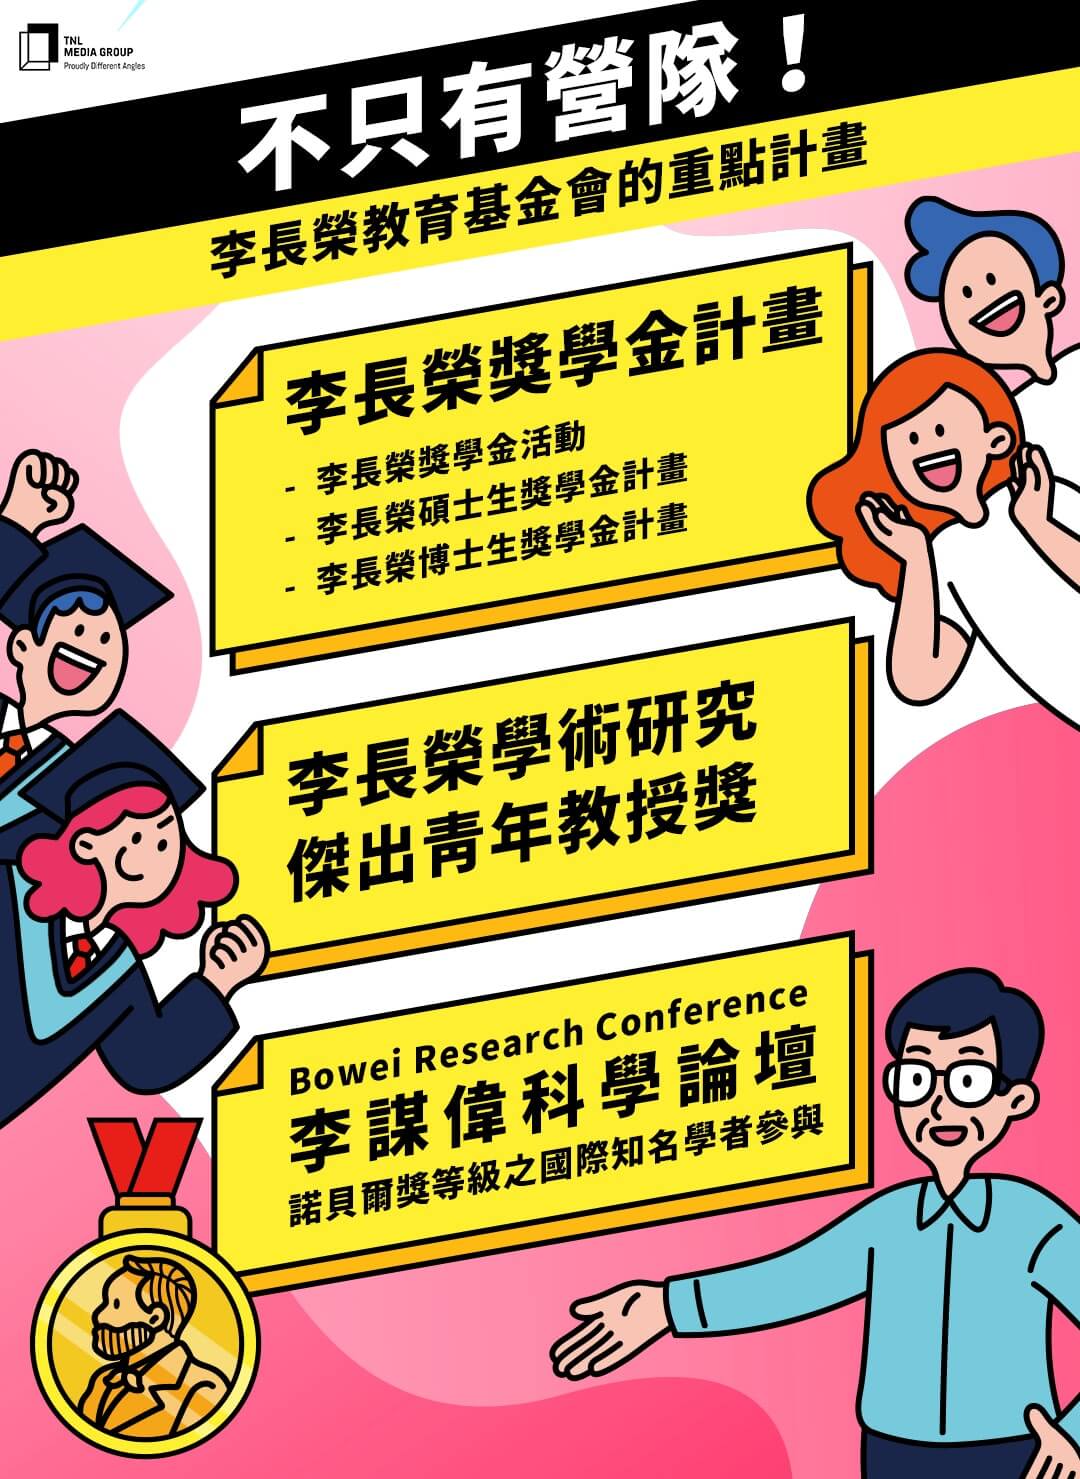 TNL
MEDIA GROUP
Proudly Different Angles
不只有營隊！
李長榮教育基金會的重點計畫
李長榮獎學金計畫
- 李長榮獎學金活動
- 李長榮碩士生獎學金計畫
- 李長榮博士生獎學金計畫
李長榮學術研究
傑出青年教授獎
Bowei Research Conference
李謀偉科學論壇
諾貝爾獎等級之國際知名學者參與